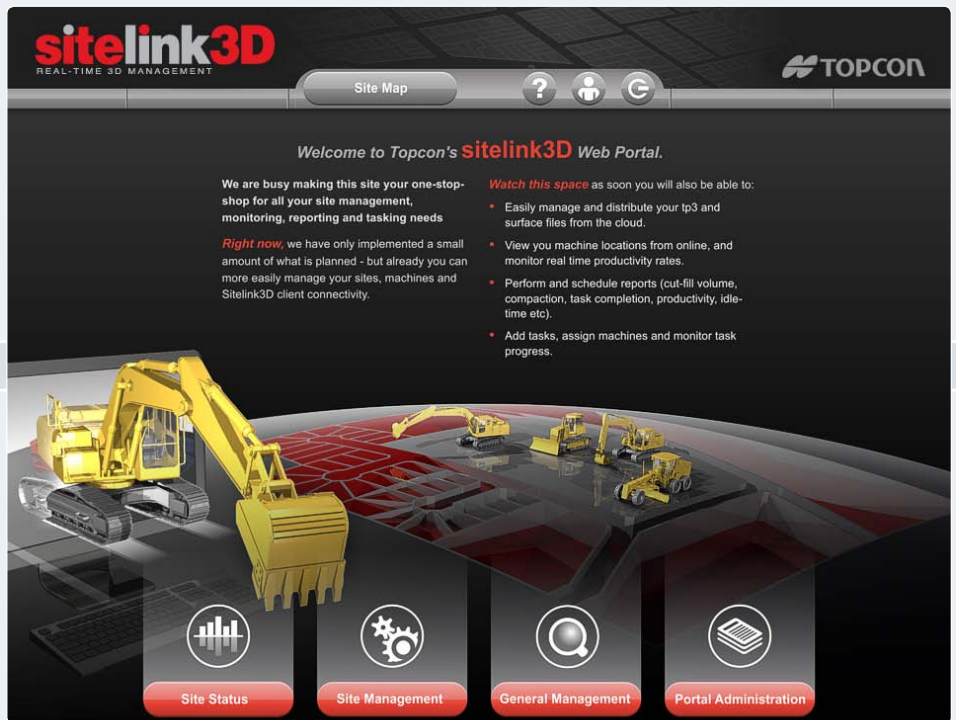 sitelink3D
REAL-TIME 3D MANAGEMENT
TOPCON
Site Map
?
Welcome to Topcon's sitelink3D Web Portal.
We are busy making this site your one-stop-
shop for all your site management,
monitoring, reporting and tasking needs
Right now, we have only implemented a small
amount of what is planned - but already you can
more easily manage your sites, machines and
Sitelink3D client connectivity.
Watch this space as soon you will also be able to:
• Easily manage and distribute your tp3 and
surface files from the cloud.
• View you machine locations from online, and
monitor real time productivity rates.
• Perform and schedule reports (cut-fill volume,
compaction, task completion, productivity, idle-
time etc).
• Add tasks, assign machines and monitor task
progress.
Site Status
Site Management
General Management
Portal Administration